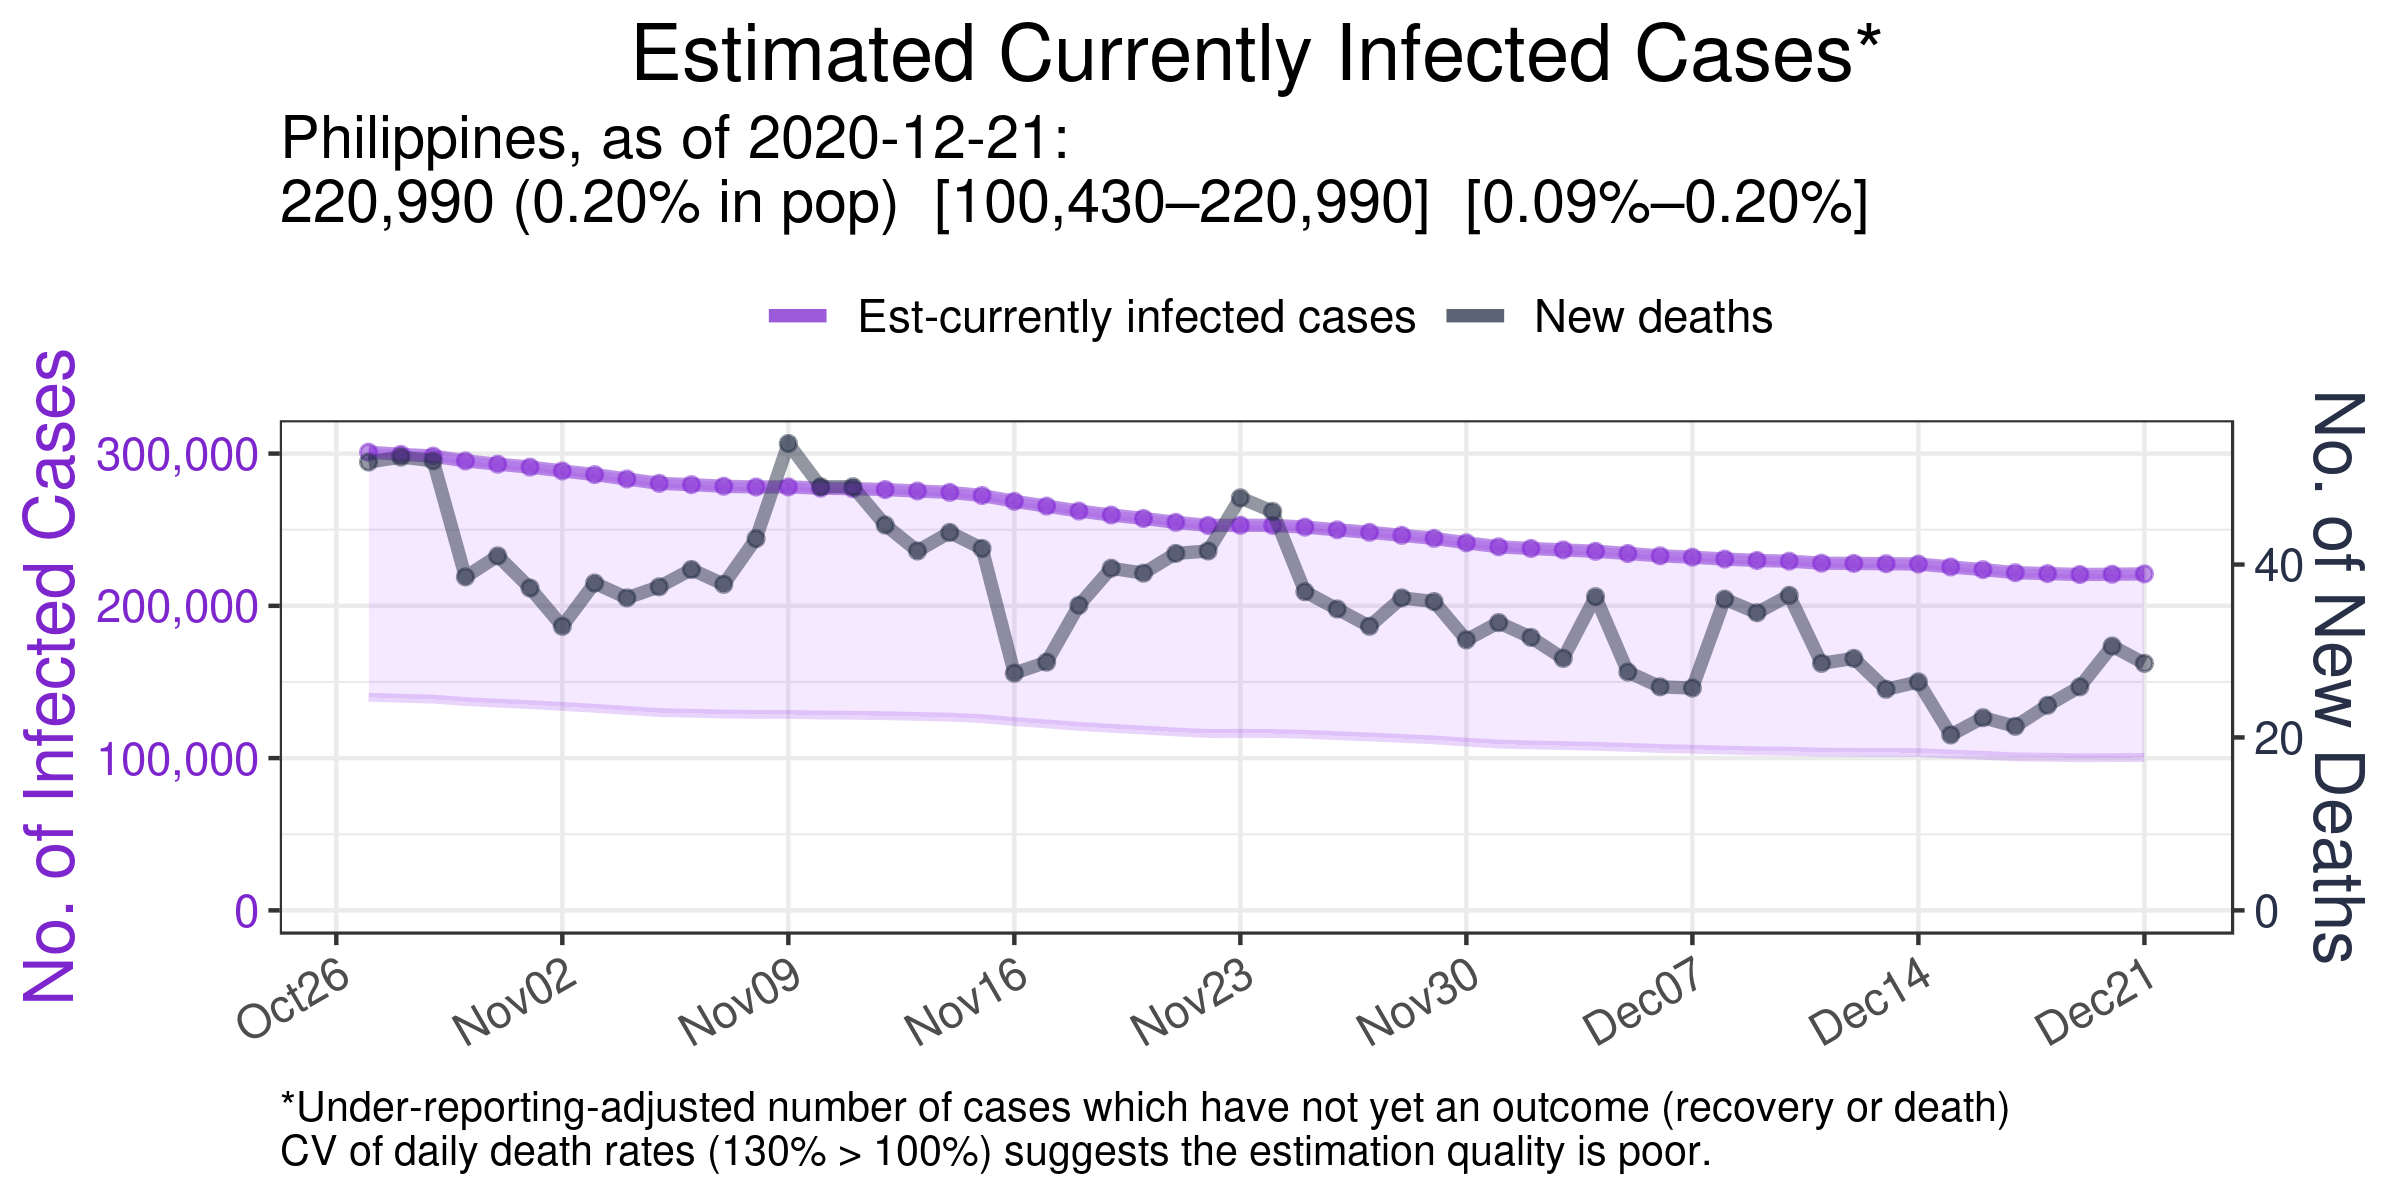 Estimated Currently Infected Cases*
Philippines, as of 2020-12-21:
220,990 (0.20% in pop) [100,430–220,990] [0.09%–0.20%]
Est-currently infected cases
New deaths
No. of Infected Cases
300,000
200,000
100,000
0
No. of New Deaths
40
20
0
Oct26
Nov02
Nov09
Nov16
Nov23
Nov30
Dec07
Dec14
Dec21
*Under-reporting-adjusted number of cases which have not yet an outcome (recovery or death)
CV of daily death rates (130% > 100%) suggests the estimation quality is poor.